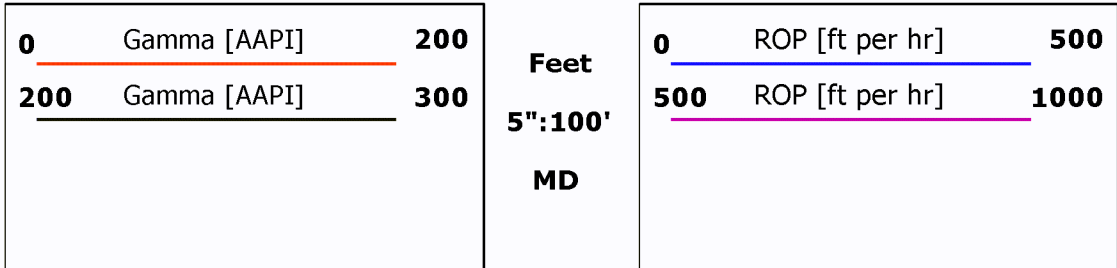 0 Gamma [AAPI] 200
200 Gamma [AAPI] 300
Feet
5":100'
MD
0 ROP [ft per hr] 500
500 ROP [ft per hr] 1000